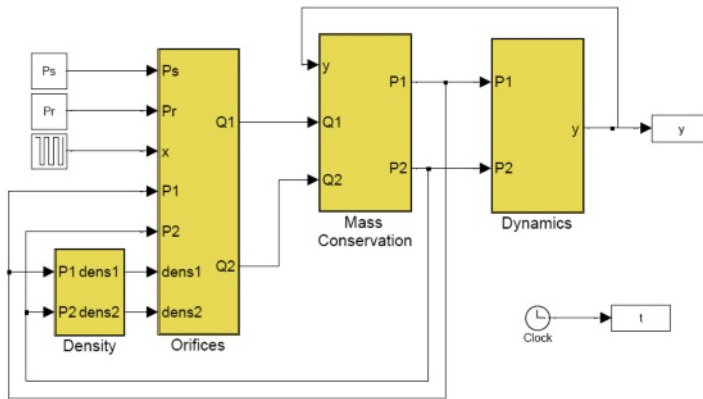 Ps
Pr
Ps
Pr
x
P1
P2
dens1
dens2
Q1
Q2
Orifices
P1 dens1
P2 dens2
Density
y
Q1
Q2
P1
P2
Mass
Conservation
P1
P2
y
Dynamics
y
Clock
t